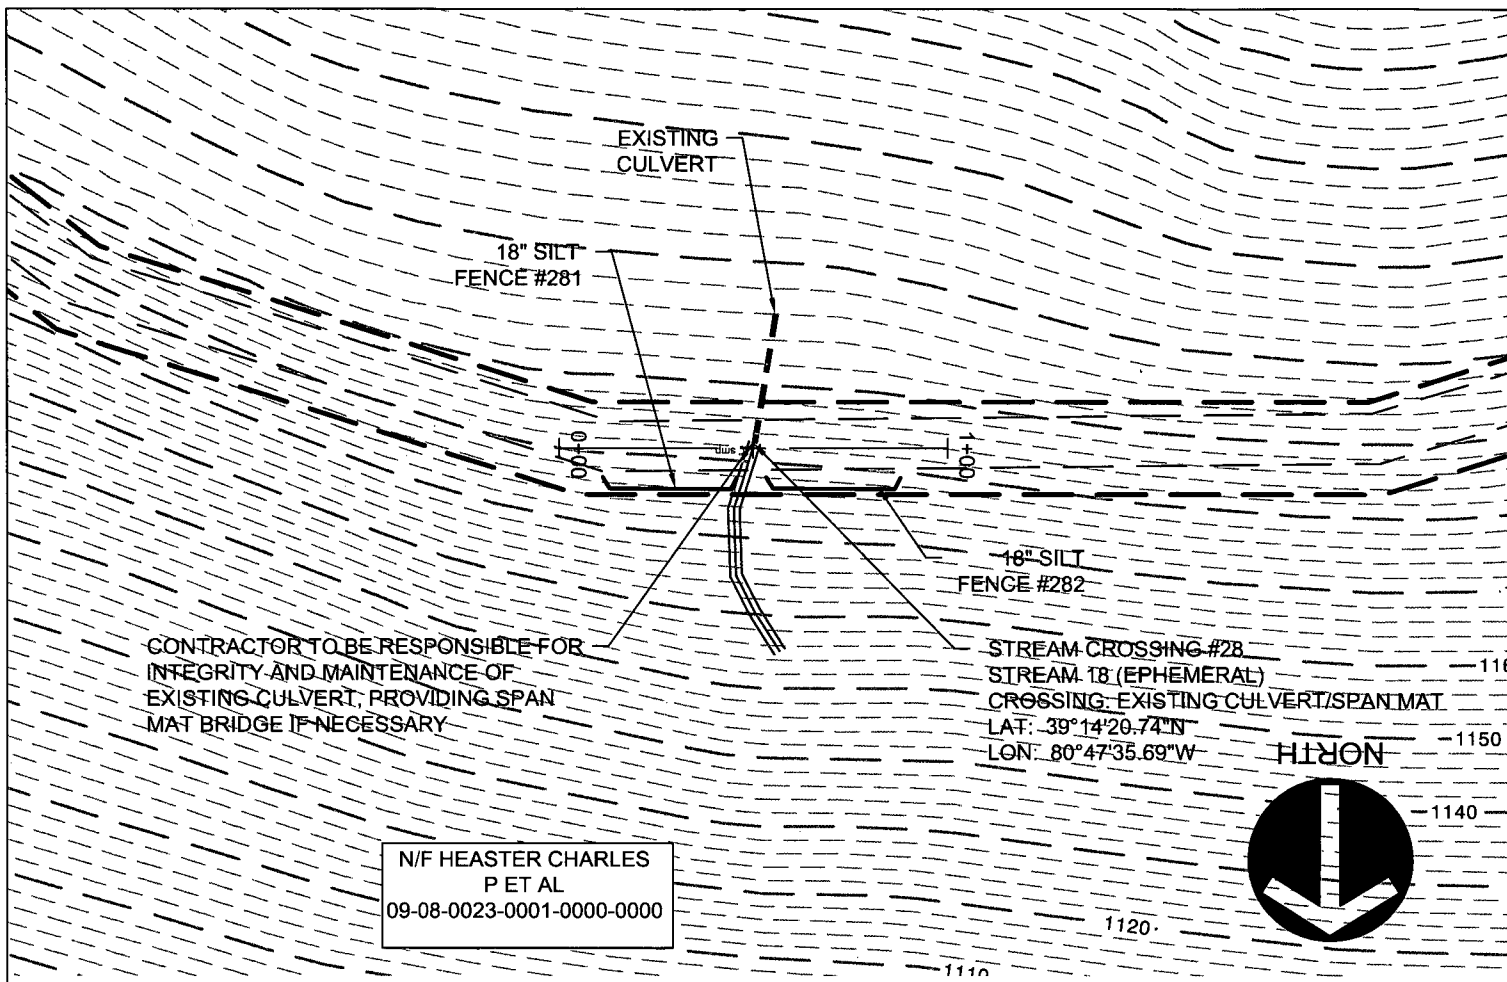 EXISTING
CULVERT
18" SILT
FENCE #281
0+00
smp
1+00
18" SILT
FENCE #282
CONTRACTOR TO BE RESPONSIBLE FOR
INTEGRITY AND MAINTENANCE OF
EXISTING CULVERT, PROVIDING SPAN
MAT BRIDGE IF NECESSARY
STREAM CROSSING #28
STREAM 18 (EPHEMERAL)
CROSSING: EXISTING CULVERT/SPAN MAT
LAT: 39°14'20.74"N
LON: 80°47'35.69"W
1150
NORTH
1140
N/F HEASTER CHARLES
P ET AL
09-08-0023-0001-0000-0000
1120
1110